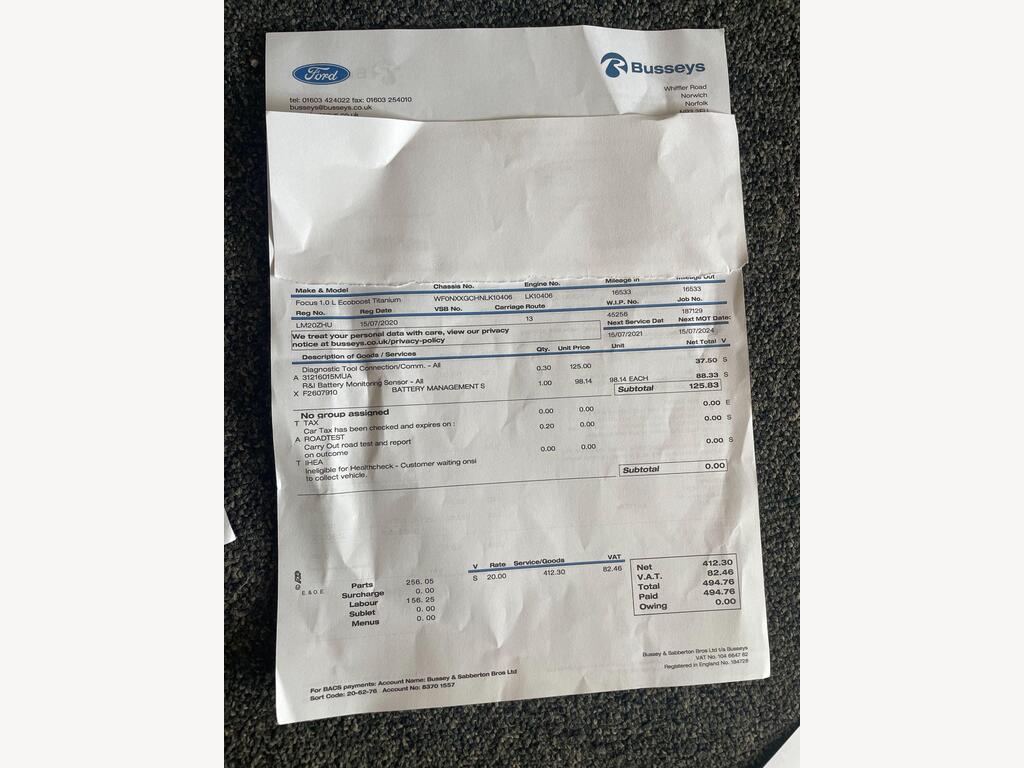 Ford
Busseys
tel: 01603 424022 fax: 01603 254010
busseys@busseys.co.uk
Whiffler Road
Norwich
Norfolk
Make & Model Chassis No. Engine No. Mileage In Mileage Out
Focus 1.0 L Ecoboost Titanium WF0NXXGCHNLK10406 LK10406 16533 16533
Reg No. Reg Date VSB No. Carriage Route W.I.P. No. Job No.
LM20ZHU 15/07/2020 13 45256 187129
We treat your personal data with care, view our privacy
notice at busseys.co.uk/privacy-policy
Next Service Dat Next MOT Date:
15/07/2021 15/07/2024
Description of Goods / Services Qty. Unit Price Unit Net Total V
Diagnostic Tool Connection/Comm. - All 0.30 125.00 37.50 S
A 31216015MUA
R&I Battery Monitoring Sensor - All
X F2607910 BATTERY MANAGEMENT S 1.00 98.14 98.14 EACH 88.33 S
Subtotal 125.83
No group assigned
T TAX 0.00 0.00 0.00 E
Car Tax has been checked and expires on :
A ROADTEST 0.20 0.00 0.00 S
Carry Out road test and report
on outcome
T IHEA 0.00 0.00 0.00 S
Ineligible for Healthcheck - Customer waiting onsi
to collect vehicle.
Subtotal 0.00
V Rate Service/Goods VAT
S 20.00 412.30 82.46
E. & O. E.
Parts 256.05
Surcharge 0.00
Labour 156.25
Sublet 0.00
Menus 0.00
Net 412.30
V.A.T. 82.46
Total 494.76
Paid 494.76
Owing 0.00
Bussey & Sabberton Bros Ltd t/a Busseys
VAT No. 104 6647 62
Registered in England No. 184728
For BACS payments: Account Name: Bussey & Sabberton Bros Ltd
Sort Code: 20-62-76 Account No: 8370 1557